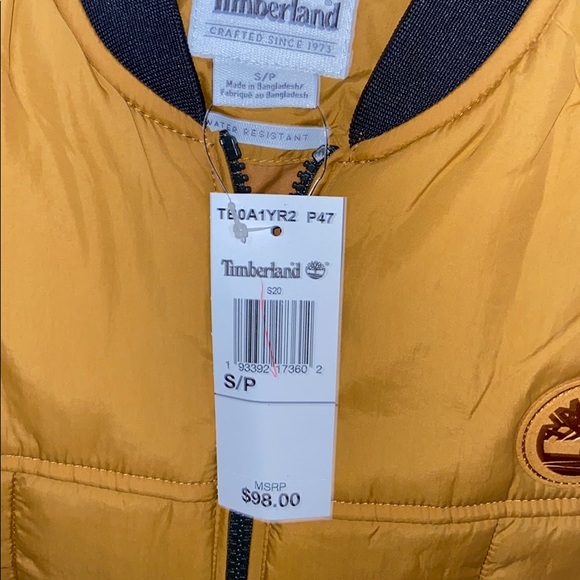 Timberland
CRAFTED SINCE 1973
S/P
Made in Bangladesh/
Fabriqué au Bangladesh
WATER RESISTANT
TB0A1YR2 P47
Timberland
S20
1 93392 17360 2
S/P
MSRP
$98.00